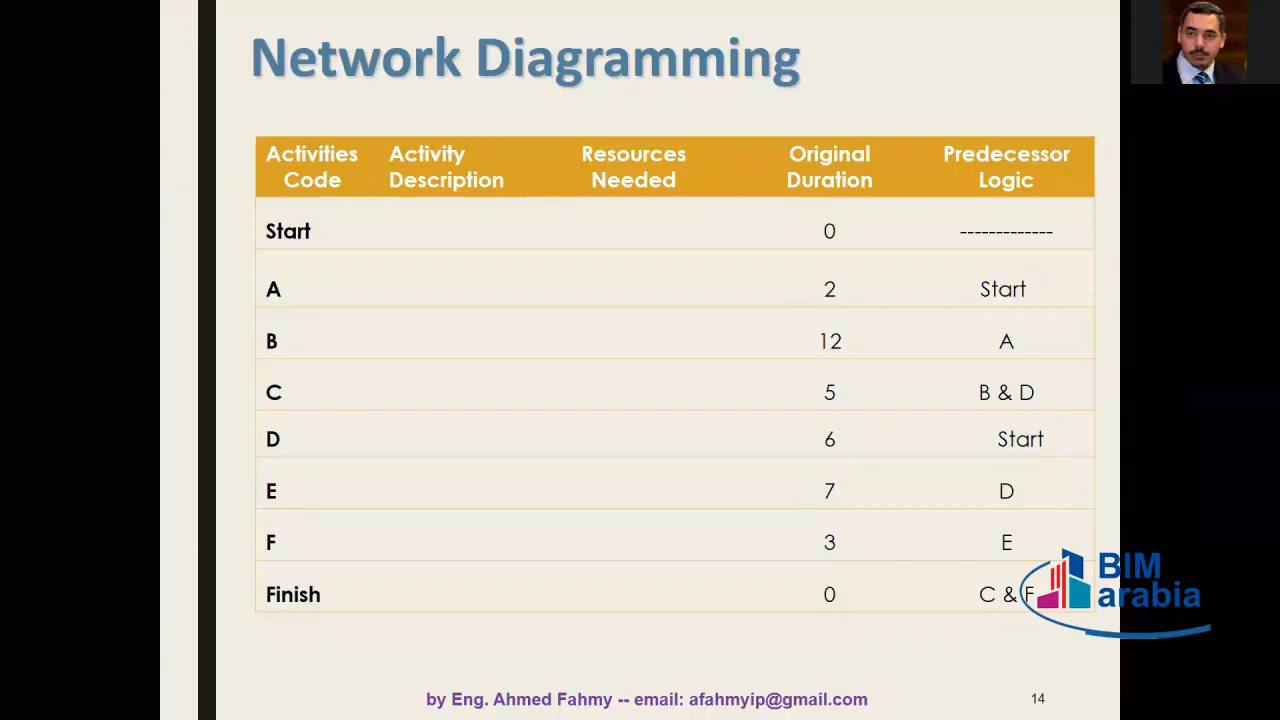 Network Diagramming
Activities Code Activity Description Resources Needed Original Duration Predecessor Logic
Start 0 -------------
A 2 Start
B 12 A
C 5 B & D
D 6 Start
E 7 D
F 3 E
Finish 0 C & F
BIM
arabia
by Eng. Ahmed Fahmy -- email: afahmyip@gmail.com 14